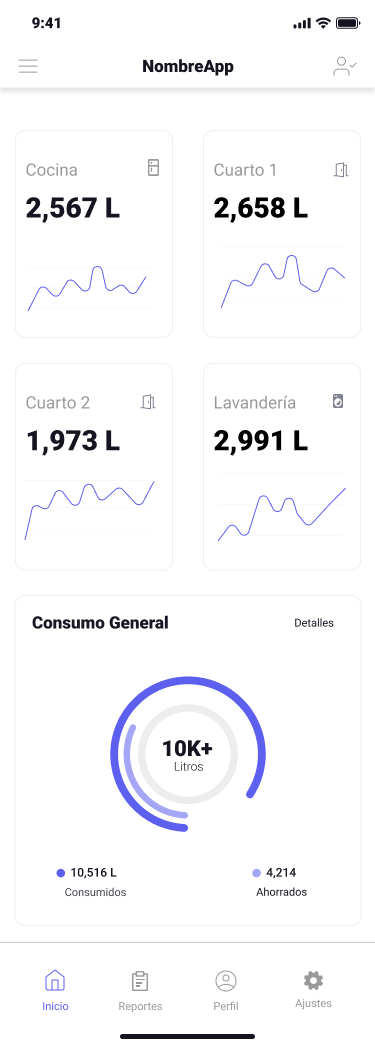 9:41
NombreApp
Cocina
2,567 L
Cuarto 1
2,658 L
Cuarto 2
1,973 L
Lavandería
2,991 L
Consumo General
Detalles
10K+
Litros
10,516 L
Consumidos
4,214
Ahorrados
Inicio
Reportes
Perfil
Ajustes